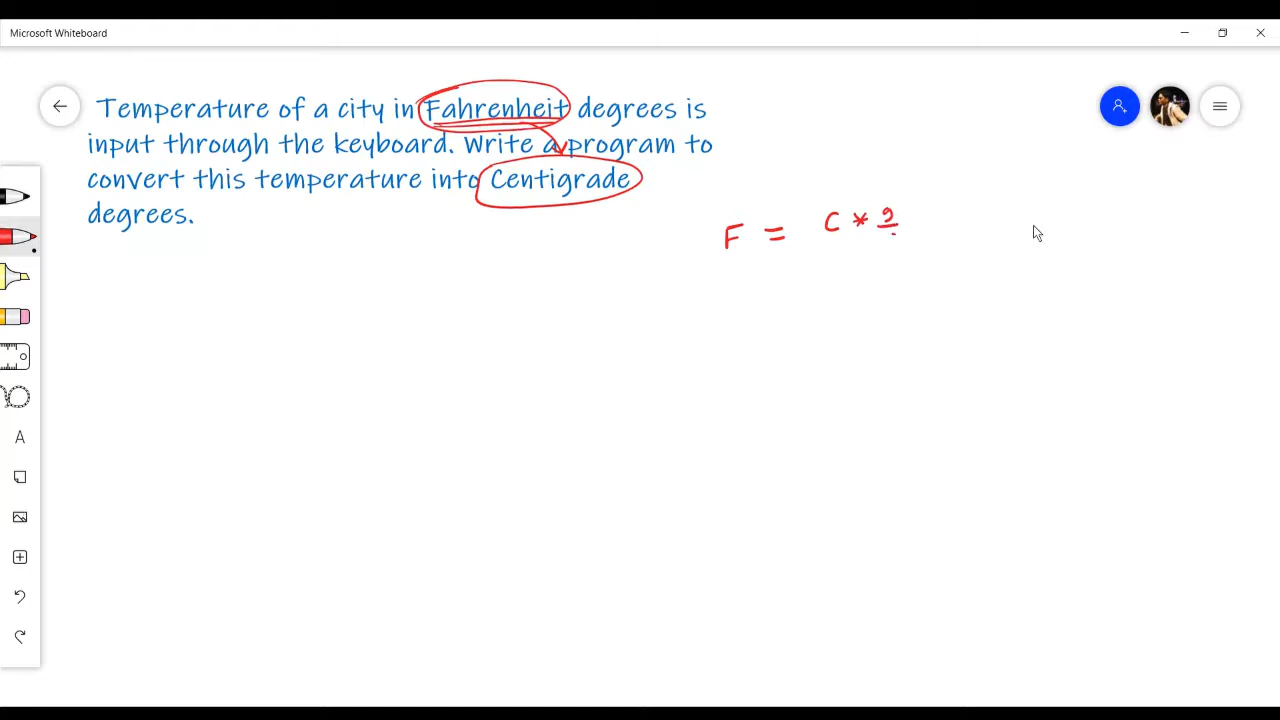 Microsoft Whiteboard
Temperature of a city in Fahrenheit degrees is
input through the keyboard. Write a program to
convert this temperature into Centigrade
degrees.
F = C * 9
A